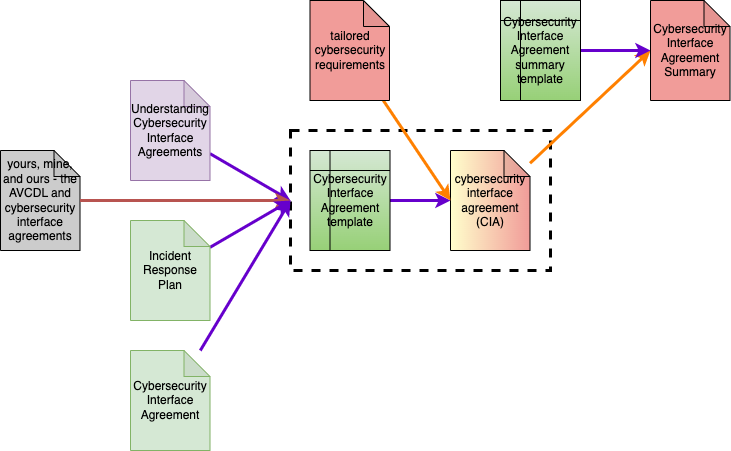 tailored
cybersecurity
requirements
Cybersecurity
Interface
Agreement
summary
template
Cybersecurity
Interface
Agreement
Summary
Understanding
Cybersecurity
Interface
Agreements
yours, mine,
and ours - the
AVCDL and
cybersecurity
interface
agreements
Cybersecurity
Interface
Agreement
template
cybersecurity
interface
agreement
(CIA)
Incident
Response
Plan
Cybersecurity
Interface
Agreement